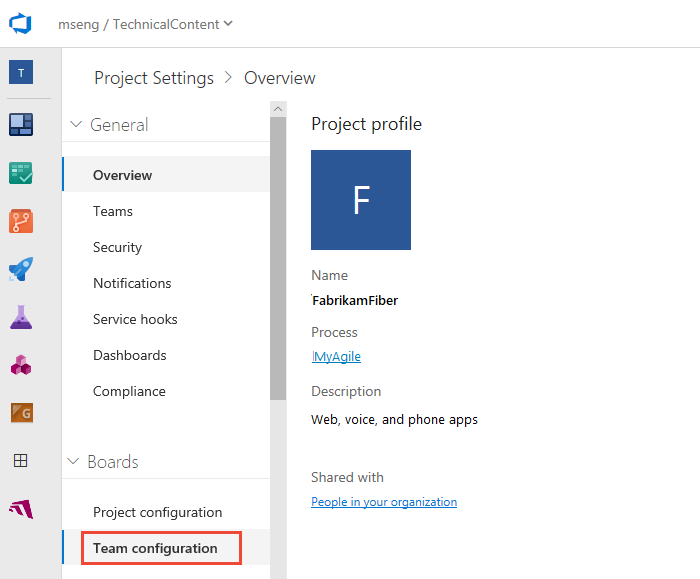 mseng / TechnicalContent
T
Project Settings > Overview
General
Overview
Teams
Security
Notifications
Service hooks
Dashboards
Compliance
Boards
Project configuration
Team configuration
Project profile
F
Name
FabrikamFiber
Process
MyAgile
Description
Web, voice, and phone apps
Shared with
People in your organization
G